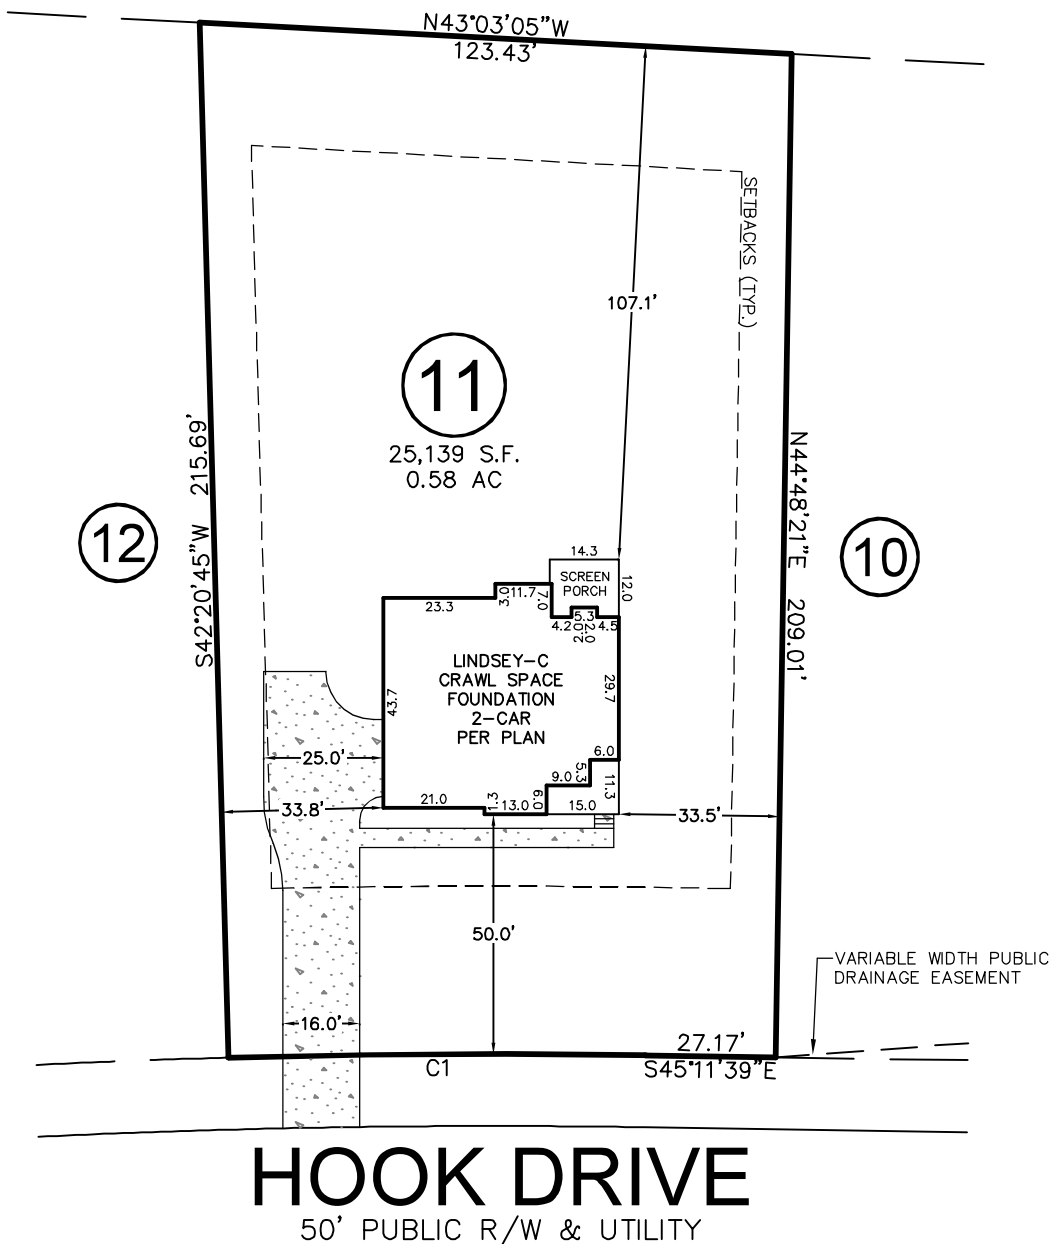 N43°03'05"W
123.43'
SETBACKS (TYP.)
107.1'
11
25,139 S.F.
0.58 AC
S42°20'45"W 215.69'
N44°48'21"E 209.01'
12
10
14.3
SCREEN
PORCH
12.0
23.3
3.0
11.7
7.0
4.2
5.3
2.0
2.0
4.5
LINDSEY-C
CRAWL SPACE
FOUNDATION
2-CAR
PER PLAN
43.7
29.7
25.0'
6.0
5.3
9.0
11.3
33.8'
21.0
1.3
13.0
6.0
15.0
33.5'
50.0'
VARIABLE WIDTH PUBLIC
DRAINAGE EASEMENT
16.0'
27.17'
C1
S45°11'39"E
HOOK DRIVE
50' PUBLIC R/W & UTILITY